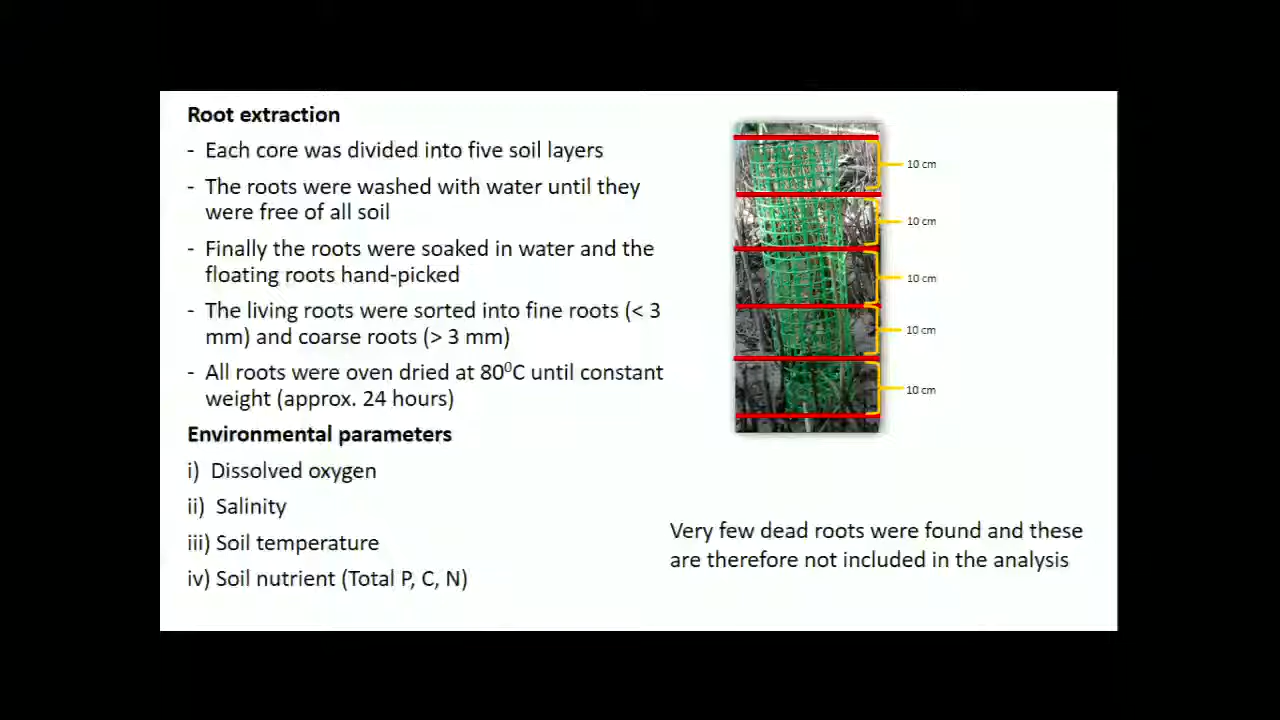 Root extraction
- Each core was divided into five soil layers
- The roots were washed with water until they
were free of all soil
- Finally the roots were soaked in water and the
floating roots hand-picked
- The living roots were sorted into fine roots (< 3
mm) and coarse roots (> 3 mm)
- All roots were oven dried at 80⁰C until constant
weight (approx. 24 hours)
Environmental parameters
i) Dissolved oxygen
ii) Salinity
iii) Soil temperature
iv) Soil nutrient (Total P, C, N)
10 cm
10 cm
10 cm
10 cm
10 cm
Very few dead roots were found and these
are therefore not included in the analysis